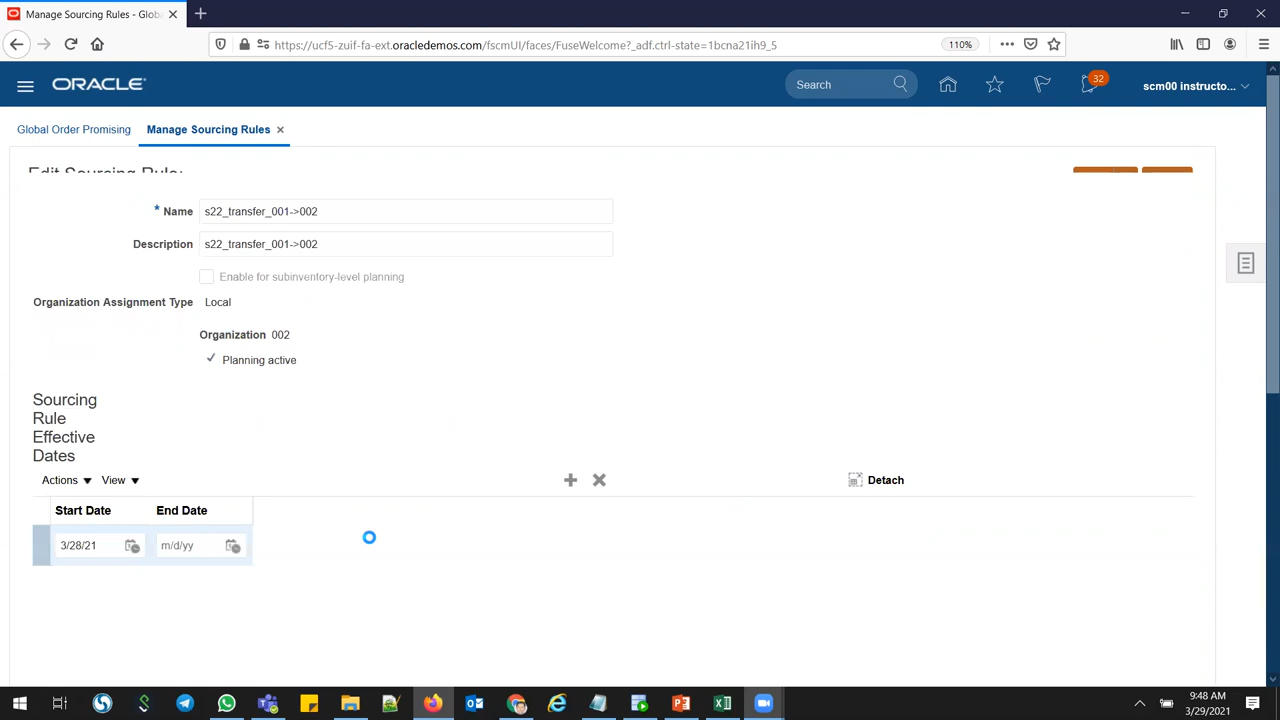 Manage Sourcing Rules - Glob
https://ucf5-zuif-fa-ext.oracledemos.com/fscmUI/faces/FuseWelcome?_adf.ctrl-state=1bcna21ih9_5
110%
ORACLE
Search
32
scm00 instructo...
Global Order Promising
Manage Sourcing Rules
Edit Sourcing Rule:
* Name
s22_transfer_001->002
Description
s22_transfer_001->002
Enable for subinventory-level planning
Organization Assignment Type
Local
Organization 002
Planning active
Sourcing
Rule
Effective
Dates
Actions
View
Detach
Start Date
End Date
3/28/21
m/d/yy
9:48 AM
3/29/2021